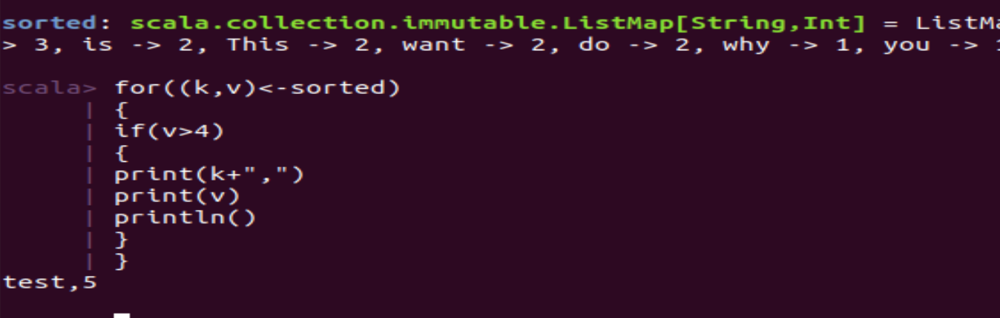 sorted: scala.collection.immutable.ListMap[String,Int] = ListMa
> 3, is -> 2, This -> 2, want -> 2, do -> 2, why -> 1, you -> 1
scala> for((k,v)<-sorted)
| {
| if(v>4)
| {
| print(k+",")
| print(v)
| println()
| }
| }
test,5